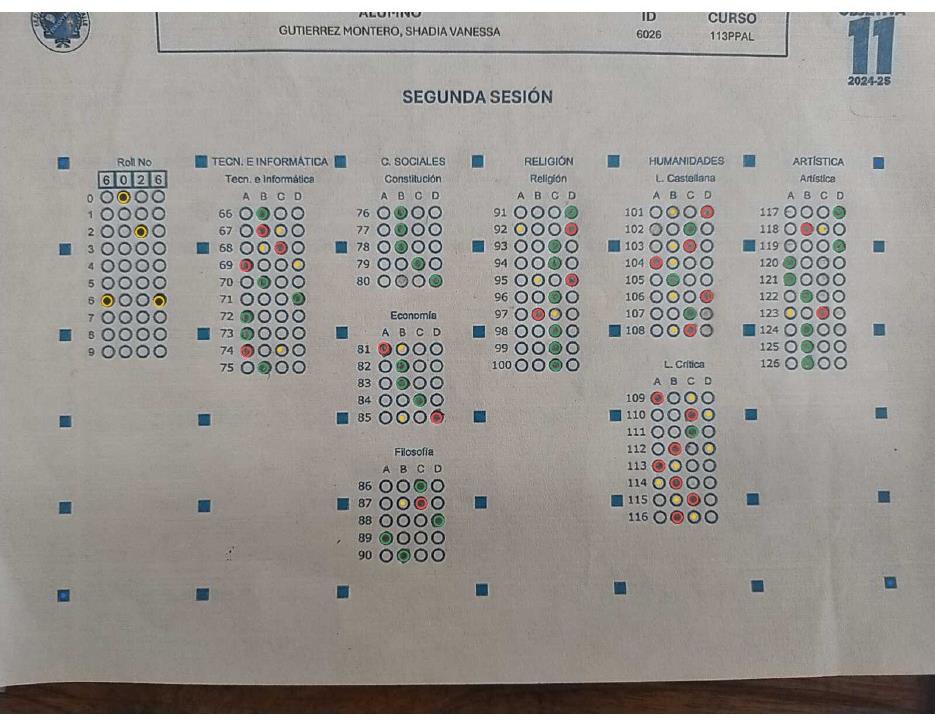 ALUMNO
ID
CURSO
GUTIERREZ MONTERO, SHADIA VANESSA
6026
113PPAL
11
2024-25
SEGUNDA SESIÓN
Roll No
6 0 2 6
0
1
2
3
4
5
6
7
8
9
TECN. E INFORMÁTICA
Tecn. e Informática
A B C D
66
67
68
69
70
71
72
73
74
75
C. SOCIALES
Constitución
A B C D
76
77
78
79
80
Economía
A B C D
81
82
83
84
85
Filosofía
A B C D
86
87
88
89
90
RELIGIÓN
Religión
A B C D
91
92
93
94
95
96
97
98
99
100
HUMANIDADES
L. Castellana
A B C D
101
102
103
104
105
106
107
108
L. Crítica
A B C D
109
110
111
112
113
114
115
116
ARTÍSTICA
Artística
A B C D
117
118
119
120
121
122
123
124
125
126